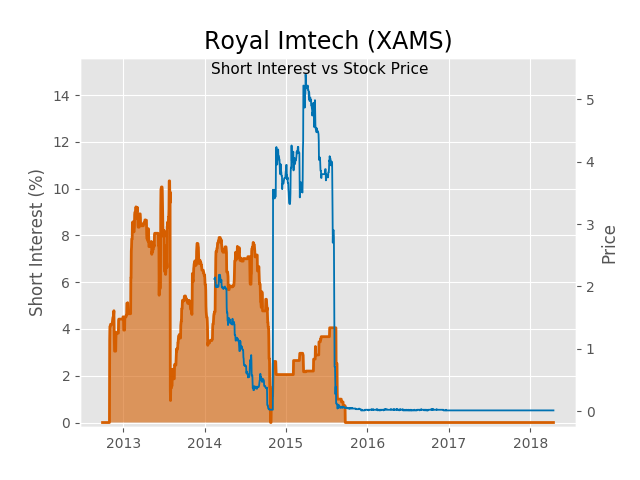 Royal Imtech (XAMS)
Short Interest vs Stock Price
Short Interest (%)
14
12
10
8
6
4
2
0
5
4
3
2
1
0
Price
2013 2014 2015 2016 2017 2018